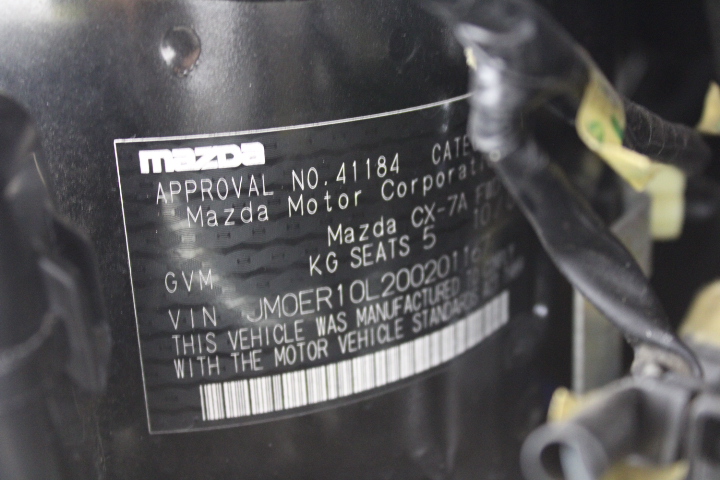 mazda
APPROVAL NO. 41184 CATE
Mazda Motor Corporati
Mazda CX-7A
GVM KG SEATS 5
VIN JM0ER10L2002011
THIS VEHICLE WAS MANUFACTURED
WITH THE MOTOR VEHICLE STANDARDS